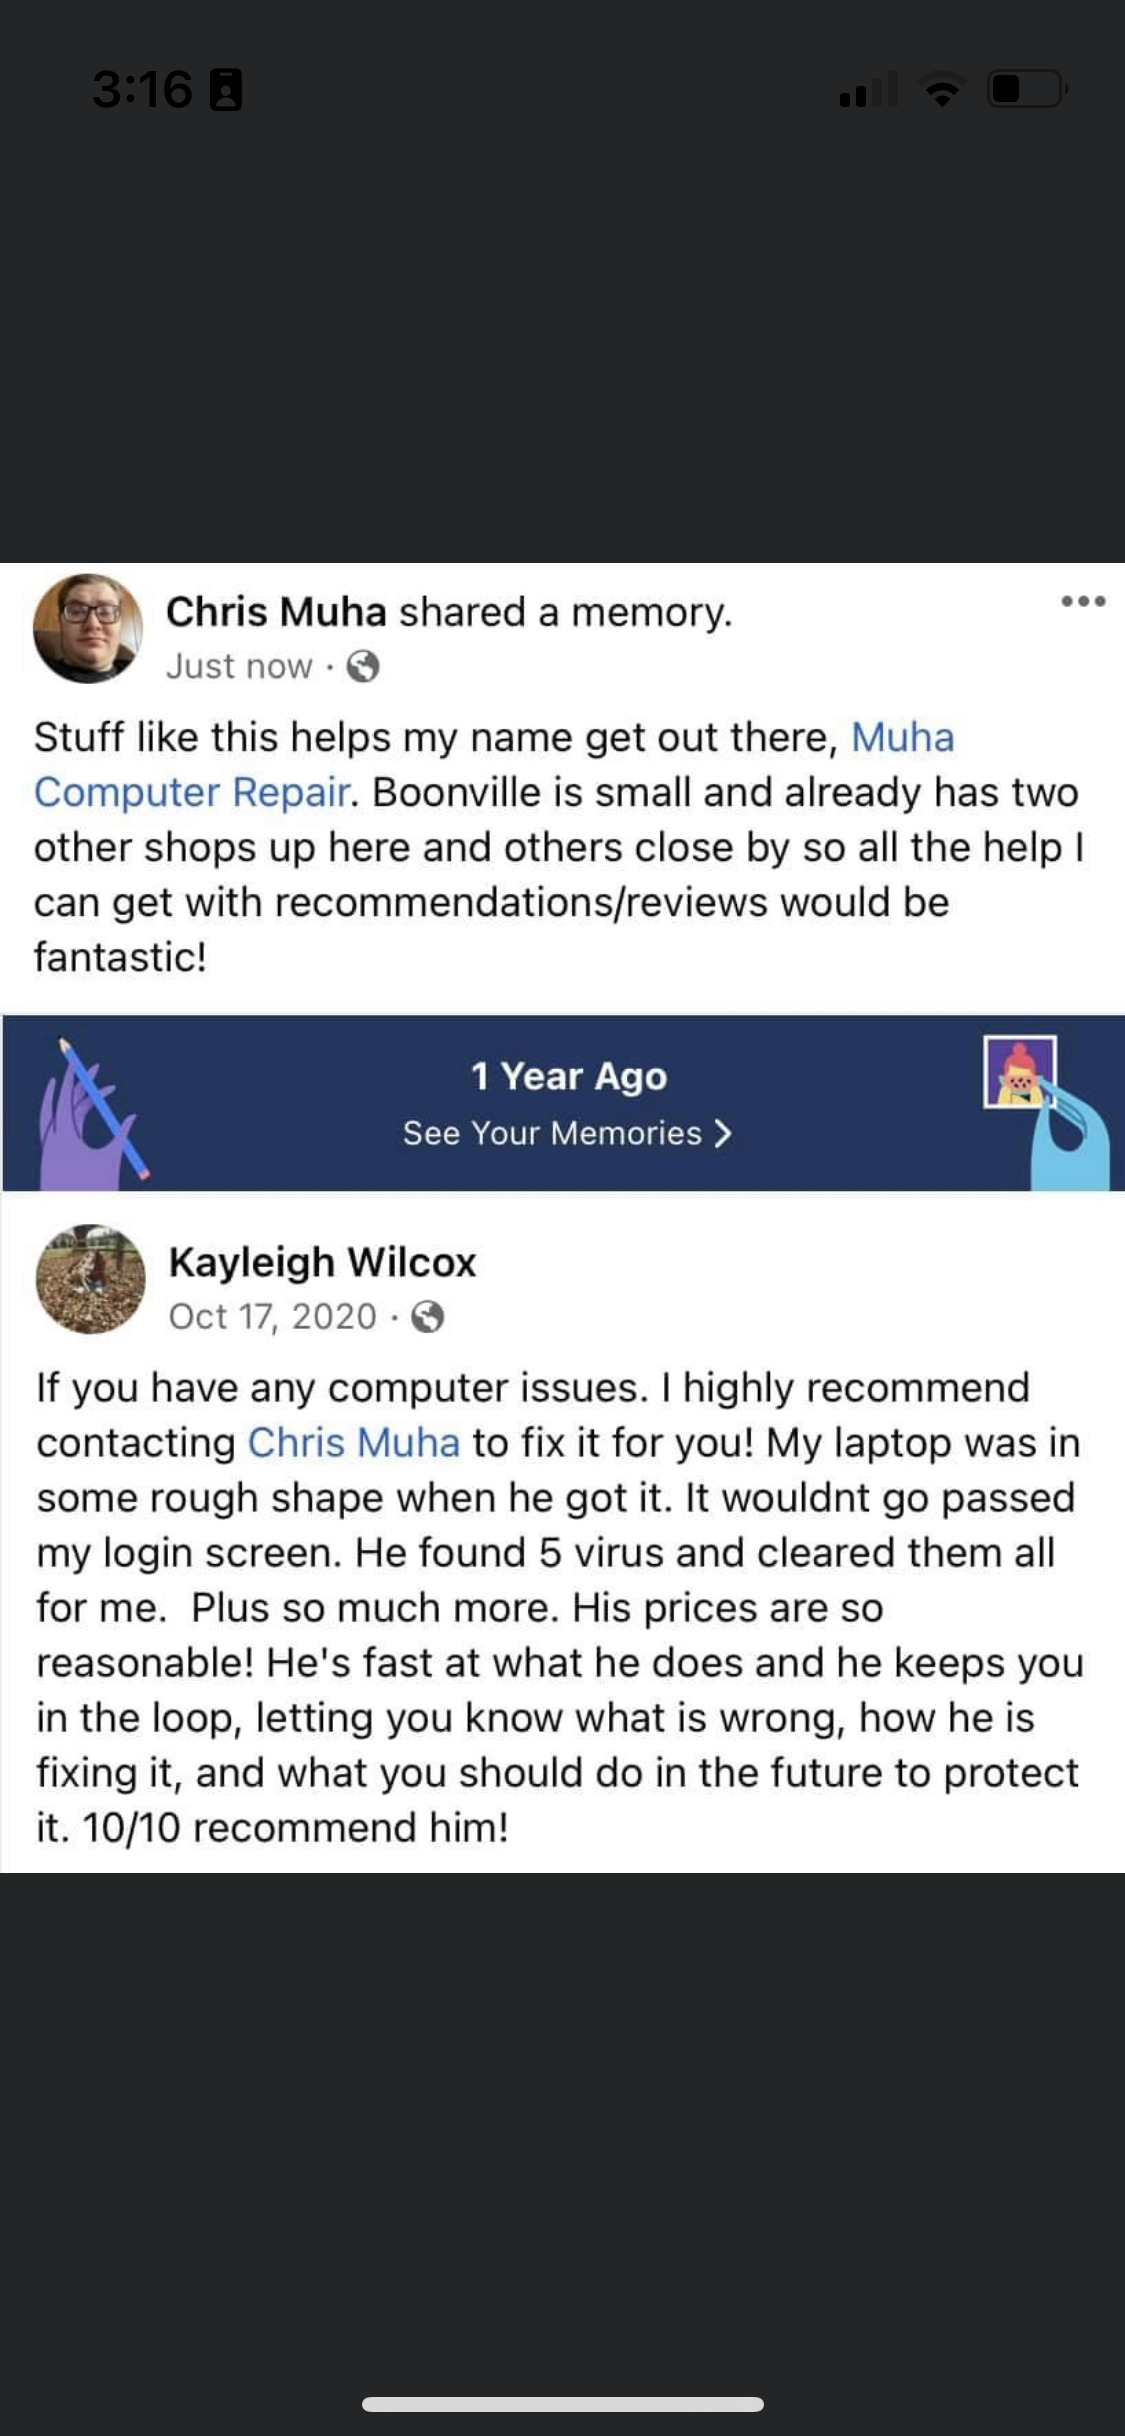 3:16
Chris Muha shared a memory.
Just now ·
Stuff like this helps my name get out there, Muha
Computer Repair. Boonville is small and already has two
other shops up here and others close by so all the help I
can get with recommendations/reviews would be
fantastic!
1 Year Ago
See Your Memories >
Kayleigh Wilcox
Oct 17, 2020 ·
If you have any computer issues. I highly recommend
contacting Chris Muha to fix it for you! My laptop was in
some rough shape when he got it. It wouldnt go passed
my login screen. He found 5 virus and cleared them all
for me.  Plus so much more. His prices are so
reasonable! He's fast at what he does and he keeps you
in the loop, letting you know what is wrong, how he is
fixing it, and what you should do in the future to protect
it. 10/10 recommend him!